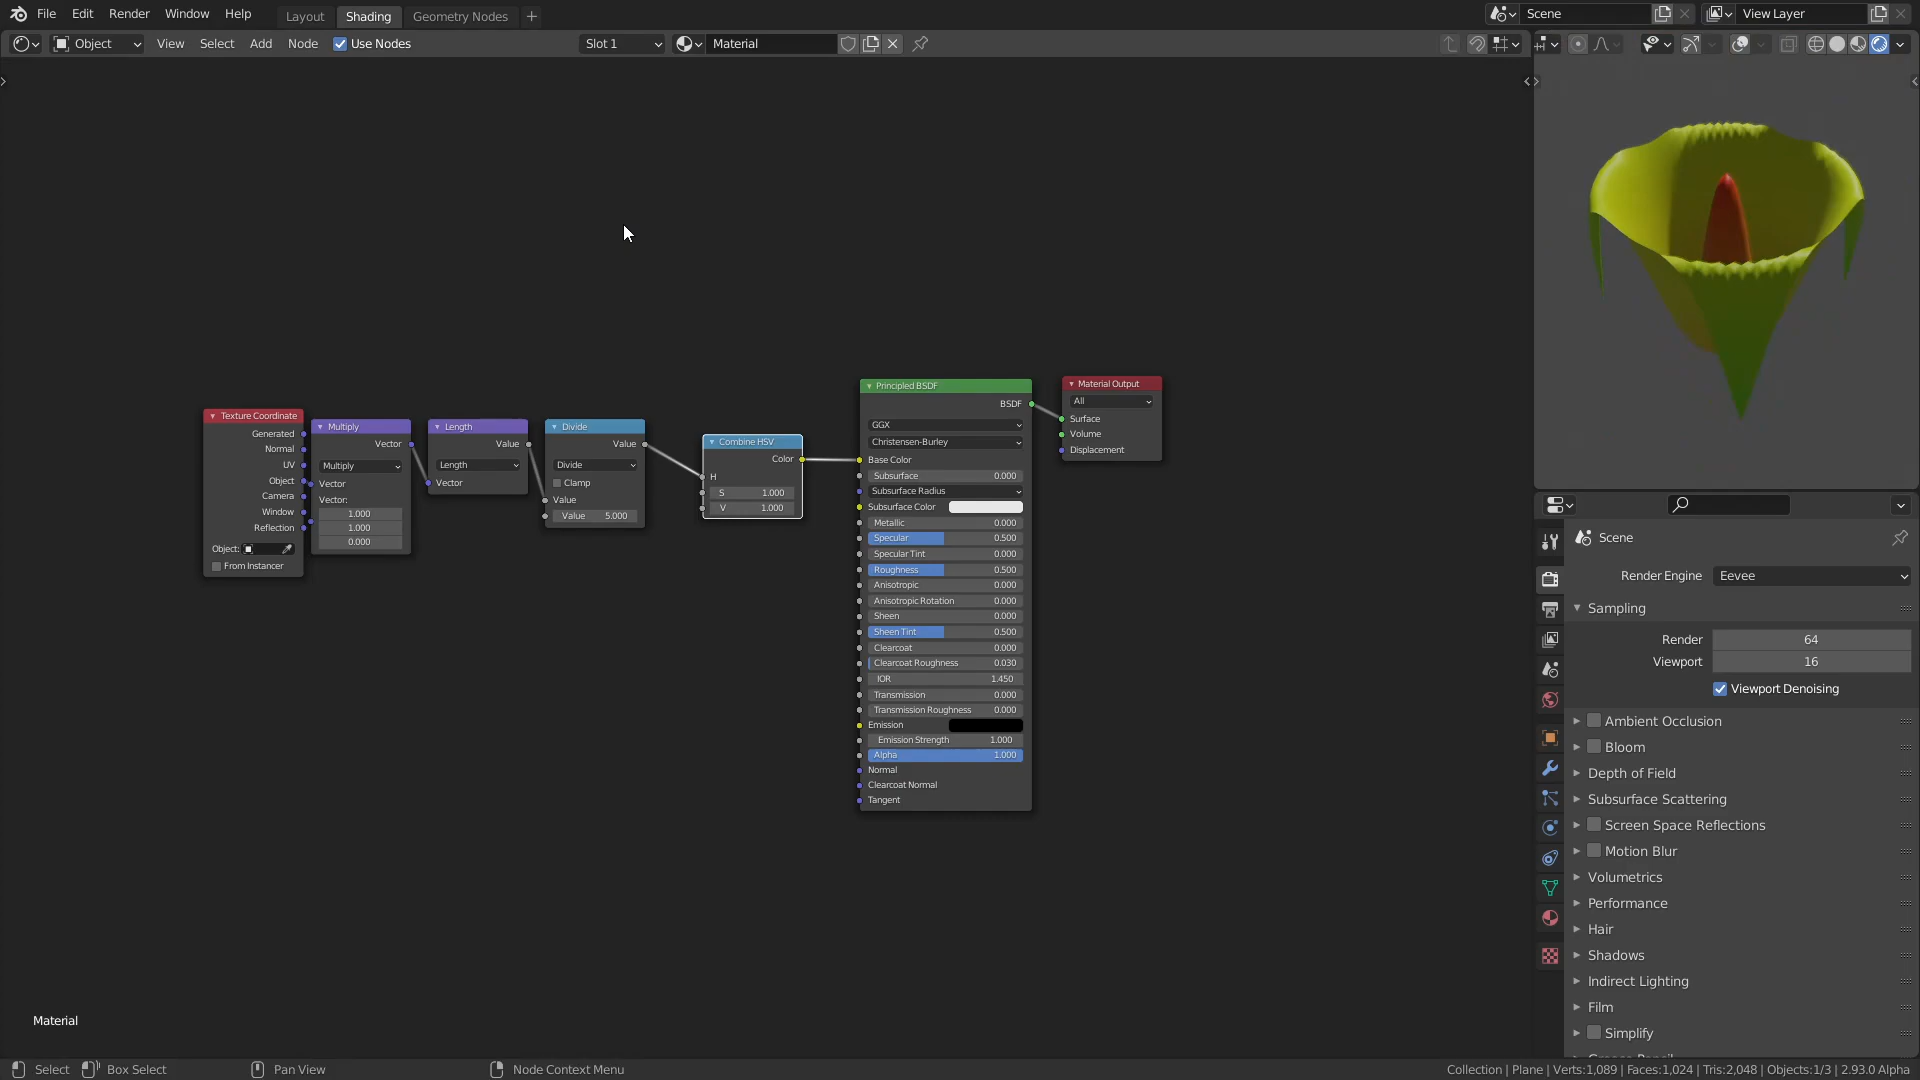 File Edit Render Window Help Layout Shading Geometry Nodes + Scene View Layer
Object View Select Add Node Use Nodes Slot 1 Material
Texture Coordinate
Generated
Normal
UV
Object
Camera
Window
Reflection
Object:
From Instancer
Multiply
Vector
Multiply
Vector
Vector:
1.000
1.000
0.000
Length
Value
Length
Vector
Divide
Value
Divide
Clamp
Value
Value 5.000
Combine HSV
Color
H
S 1.000
V 1.000
Principled BSDF
BSDF
GGX
Christensen-Burley
Base Color
Subsurface 0.000
Subsurface Radius
Subsurface Color
Metallic 0.000
Specular 0.500
Specular Tint 0.000
Roughness 0.500
Anisotropic 0.000
Anisotropic Rotation 0.000
Sheen 0.000
Sheen Tint 0.500
Clearcoat 0.000
Clearcoat Roughness 0.030
IOR 1.450
Transmission 0.000
Transmission Roughness 0.000
Emission
Emission Strength 1.000
Alpha 1.000
Normal
Clearcoat Normal
Tangent
Material Output
All
Surface
Volume
Displacement
Scene
Render Engine Eevee
Sampling
Render 64
Viewport 16
Viewport Denoising
Ambient Occlusion
Bloom
Depth of Field
Subsurface Scattering
Screen Space Reflections
Motion Blur
Volumetrics
Performance
Hair
Shadows
Indirect Lighting
Film
Simplify
Grease Pencil
Material
Select Box Select Pan View Node Context Menu Collection | Plane | Verts:1,089 | Faces:1,024 | Tris:2,048 | Objects:1/3 | 2.93.0 Alpha